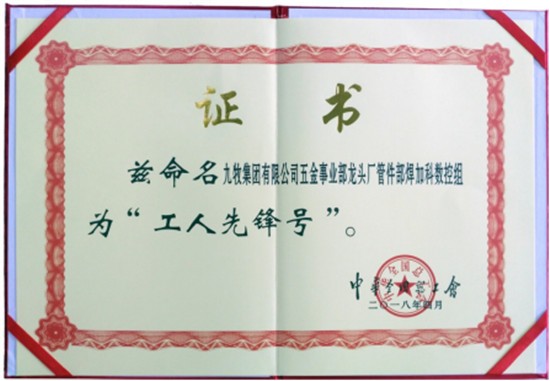 证书
兹命名九牧集团有限公司五金事业部龙头厂管件部焊加科数控组
为“工人先锋号”。
中华全国总工会
二〇一八年四月